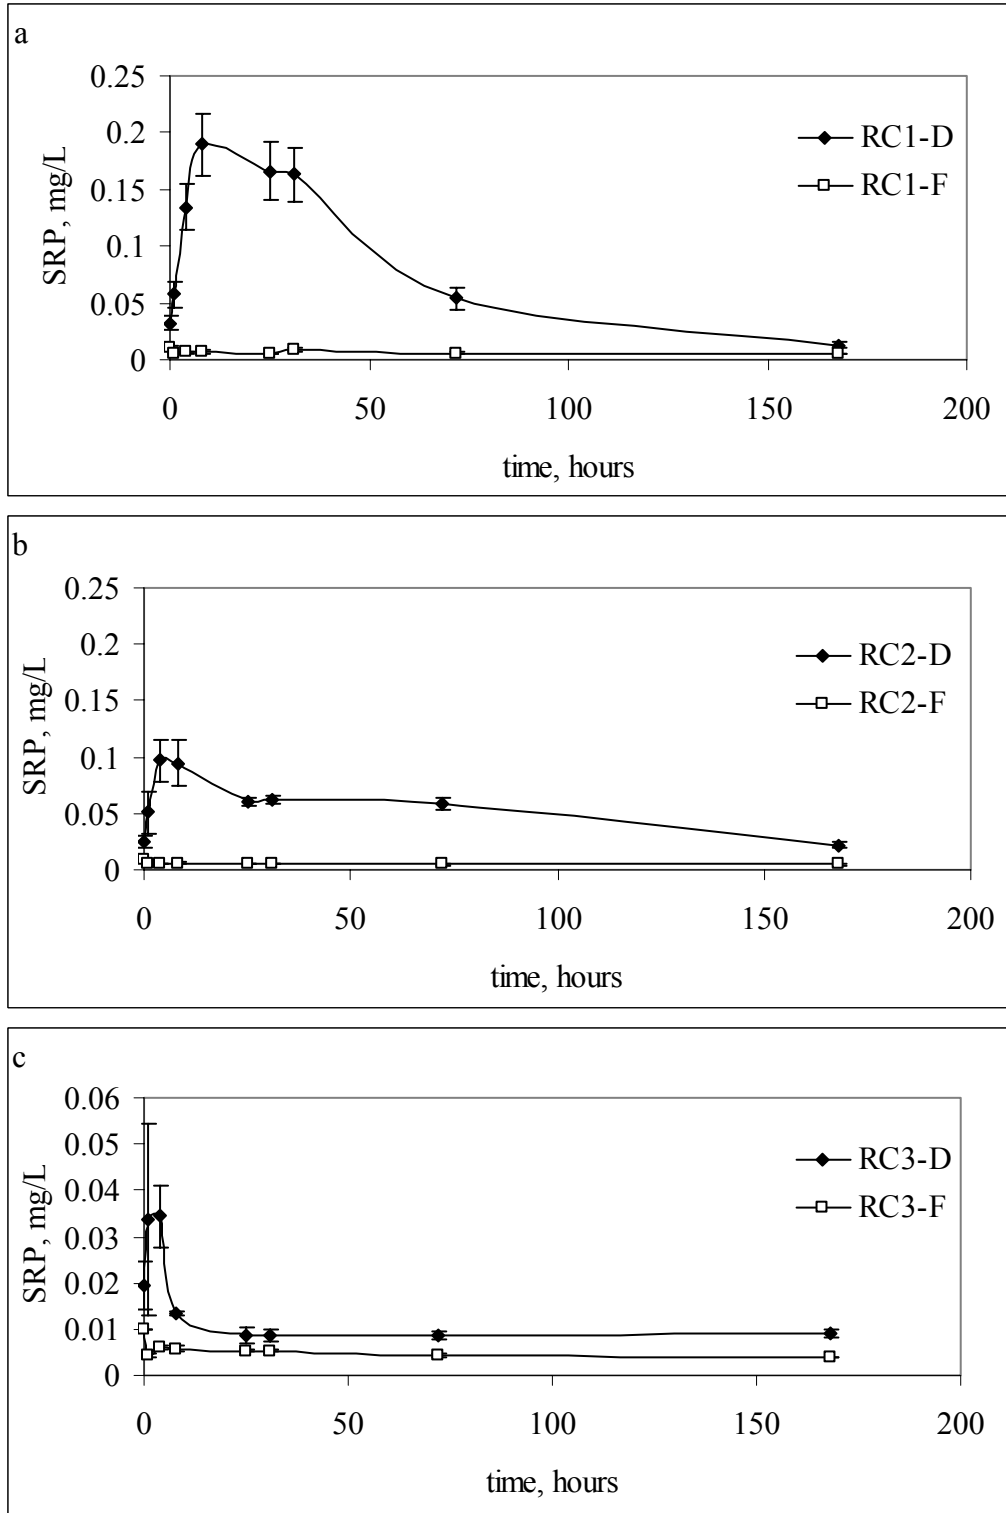 a
0.25
0.2
0.15
0.1
0.05
0
SRP, mg/L
RC1-D
RC1-F
0 50 100 150 200
time, hours
b
0.25
0.2
0.15
0.1
0.05
0
SRP, mg/L
RC2-D
RC2-F
0 50 100 150 200
time, hours
c
0.06
0.05
0.04
0.03
0.02
0.01
0
SRP, mg/L
RC3-D
RC3-F
0 50 100 150 200
time, hours